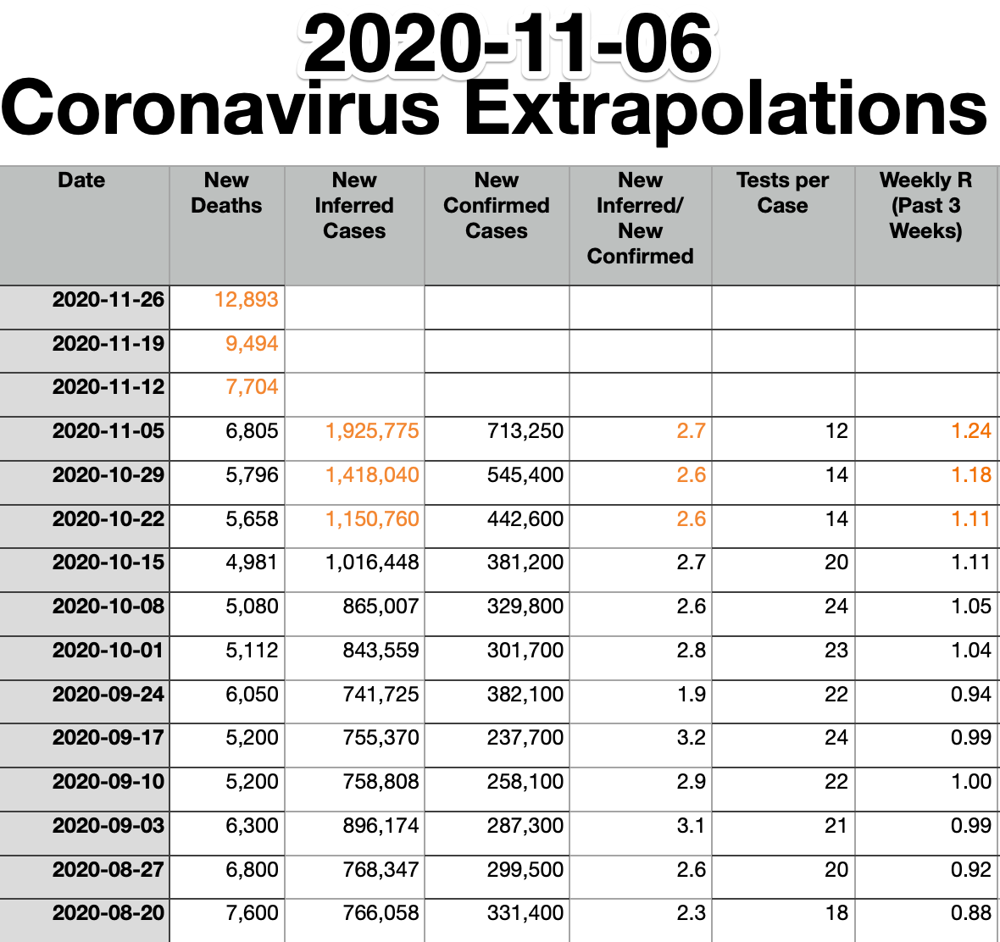 2020-11-06
Coronavirus Extrapolations
Date New Deaths New Inferred Cases New Confirmed Cases New Inferred/ New Confirmed Tests per Case Weekly R (Past 3 Weeks)
2020-11-26 12,893
2020-11-19 9,494
2020-11-12 7,704
2020-11-05 6,805 1,925,775 713,250 2.7 12 1.24
2020-10-29 5,796 1,418,040 545,400 2.6 14 1.18
2020-10-22 5,658 1,150,760 442,600 2.6 14 1.11
2020-10-15 4,981 1,016,448 381,200 2.7 20 1.11
2020-10-08 5,080 865,007 329,800 2.6 24 1.05
2020-10-01 5,112 843,559 301,700 2.8 23 1.04
2020-09-24 6,050 741,725 382,100 1.9 22 0.94
2020-09-17 5,200 755,370 237,700 3.2 24 0.99
2020-09-10 5,200 758,808 258,100 2.9 22 1.00
2020-09-03 6,300 896,174 287,300 3.1 21 0.99
2020-08-27 6,800 768,347 299,500 2.6 20 0.92
2020-08-20 7,600 766,058 331,400 2.3 18 0.88